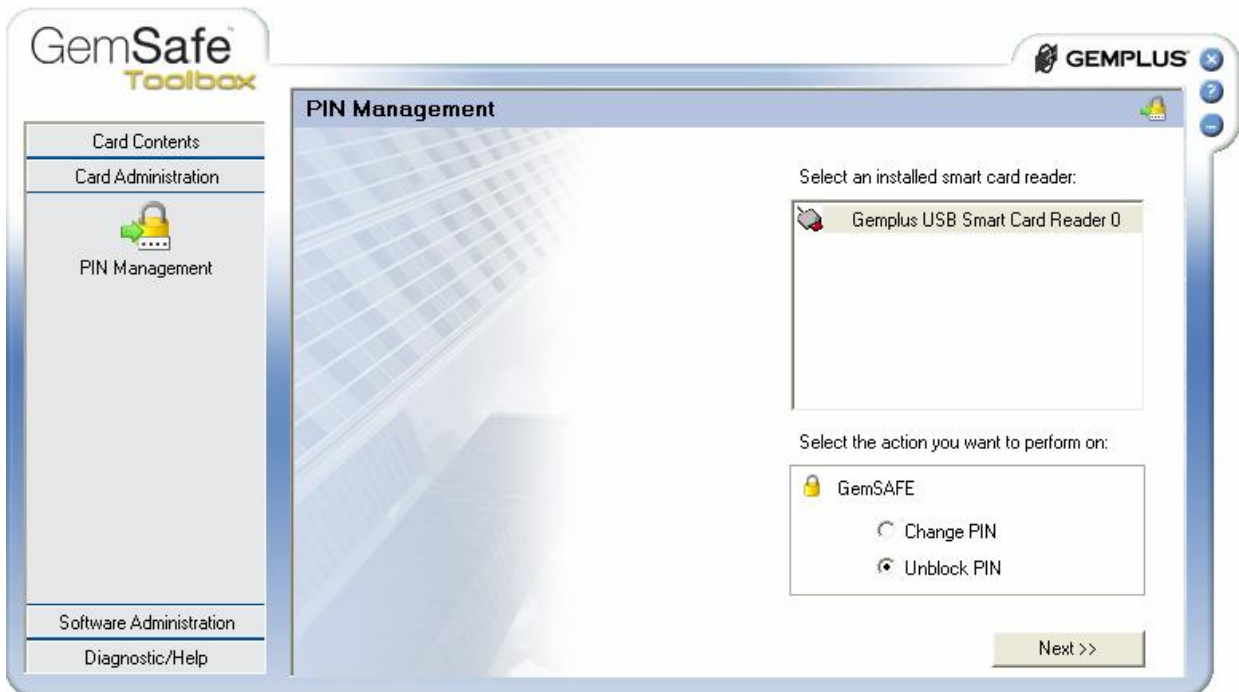 GemSafe
Toolbox
GEMPLUS
PIN Management
Card Contents
Card Administration
PIN Management
Software Administration
Diagnostic/Help
Select an installed smart card reader:
Gemplus USB Smart Card Reader 0
Select the action you want to perform on:
GemSAFE
Change PIN
Unblock PIN
Next >>